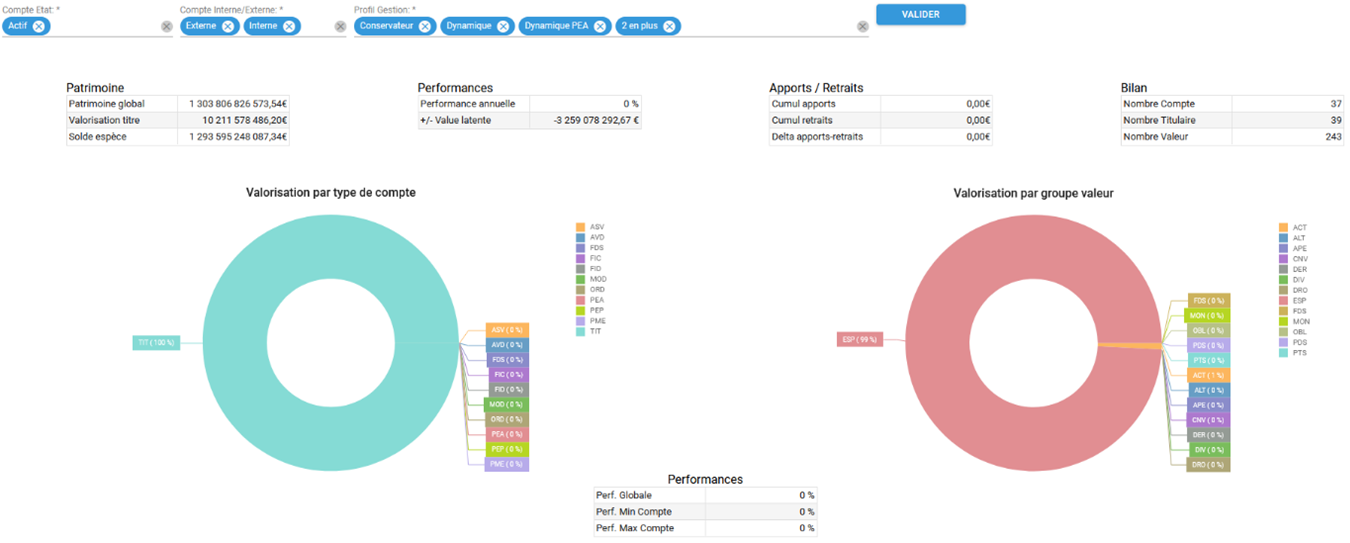 Compte Etat: *
Actif
Compte Interne/Externe: *
Externe
Interne
Profil Gestion: *
Conservateur
Dynamique
Dynamique PEA
2 en plus
VALIDER
Patrimoine
Patrimoine global 1 303 806 826 573,54€
Valorisation titre 10 211 578 486,20€
Solde espèce 1 293 595 248 087,34€
Performances
Performance annuelle 0 %
+/- Value latente -3 259 078 292,67 €
Apports / Retraits
Cumul apports 0,00€
Cumul retraits 0,00€
Delta apports-retraits 0,00€
Bilan
Nombre Compte 37
Nombre Titulaire 39
Nombre Valeur 243
Valorisation par type de compte
TIT ( 100 %)
ASV ( 0 %)
AVD ( 0 %)
FDS ( 0 %)
FIC ( 0 %)
FID ( 0 %)
MOD ( 0 %)
ORD ( 0 %)
PEA ( 0 %)
PEP ( 0 %)
PME ( 0 %)
ASV
AVD
FDS
FIC
FID
MOD
ORD
PEA
PEP
PME
TIT
Valorisation par groupe valeur
ESP ( 99 %)
FDS ( 0 %)
MON ( 0 %)
OBL ( 0 %)
PDS ( 0 %)
PTS ( 0 %)
ACT ( 1 %)
ALT ( 0 %)
APE ( 0 %)
CNV ( 0 %)
DER ( 0 %)
DIV ( 0 %)
DRO ( 0 %)
ACT
ALT
APE
CNV
DER
DIV
DRO
ESP
FDS
MON
OBL
PDS
PTS
Performances
Perf. Globale 0 %
Perf. Min Compte 0 %
Perf. Max Compte 0 %